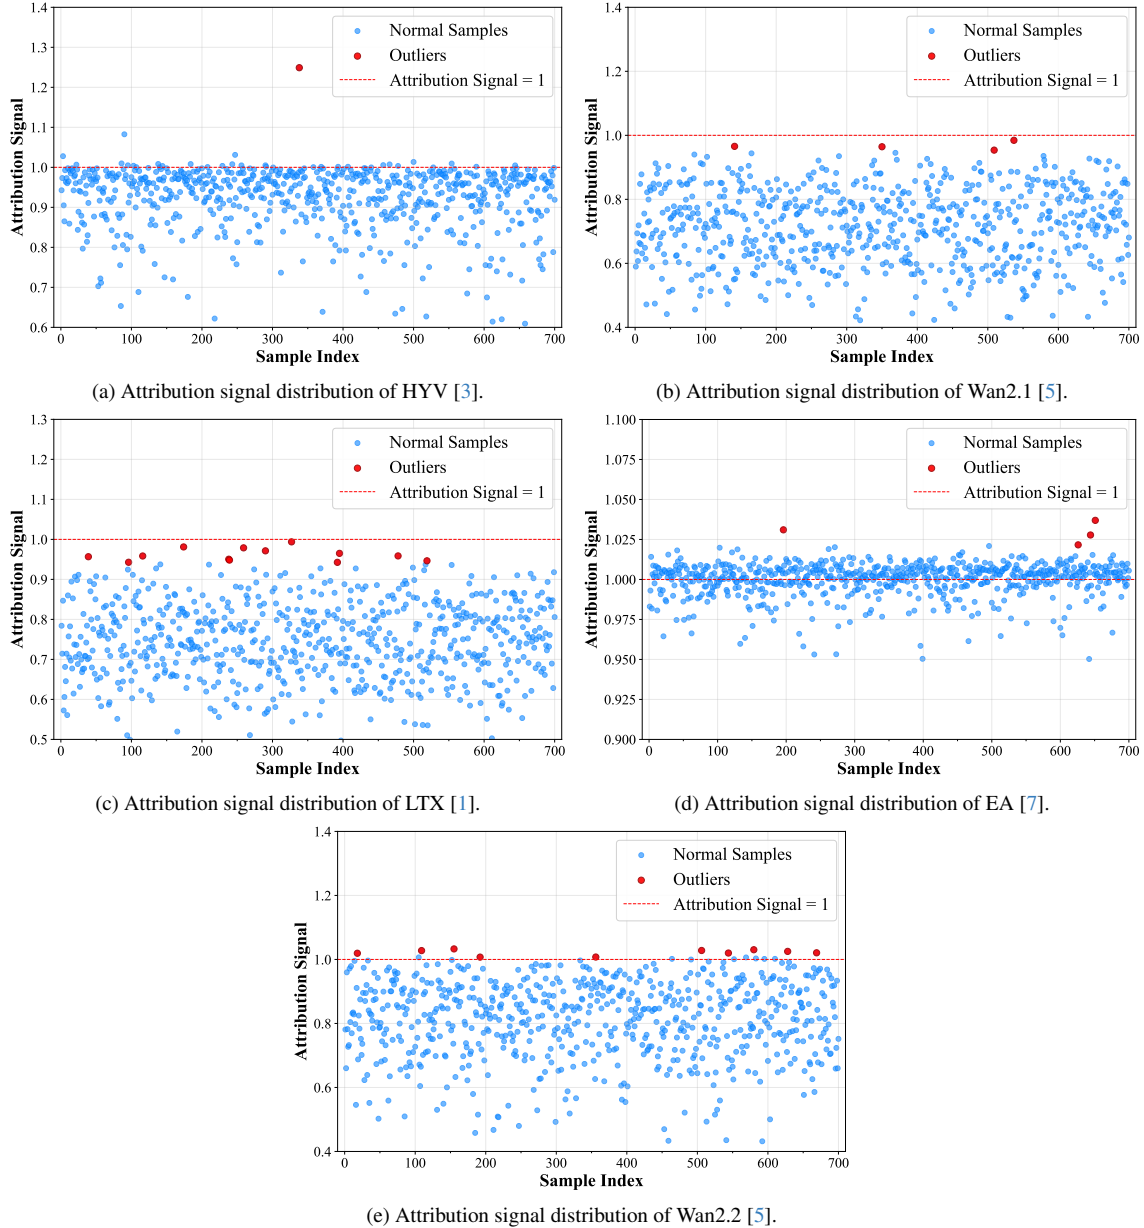 1.4
1.3
1.2
1.1
1.0
0.9
0.8
0.7
0.6
Attribution Signal
Normal Samples
Outliers
Attribution Signal = 1
0 100 200 300 400 500 600 700
Sample Index
(a) Attribution signal distribution of HYV [3].
1.4
1.2
1.0
0.8
0.6
0.4
Attribution Signal
Normal Samples
Outliers
Attribution Signal = 1
0 100 200 300 400 500 600 700
Sample Index
(b) Attribution signal distribution of Wan2.1 [5].
1.3
1.2
1.1
1.0
0.9
0.8
0.7
0.6
0.5
Attribution Signal
Normal Samples
Outliers
Attribution Signal = 1
0 100 200 300 400 500 600 700
Sample Index
(c) Attribution signal distribution of LTX [1].
1.100
1.075
1.050
1.025
1.000
0.975
0.950
0.925
0.900
Attribution Signal
Normal Samples
Outliers
Attribution Signal = 1
0 100 200 300 400 500 600 700
Sample Index
(d) Attribution signal distribution of EA [7].
1.4
1.2
1.0
0.8
0.6
0.4
Attribution Signal
Normal Samples
Outliers
Attribution Signal = 1
0 100 200 300 400 500 600 700
Sample Index
(e) Attribution signal distribution of Wan2.2 [5].